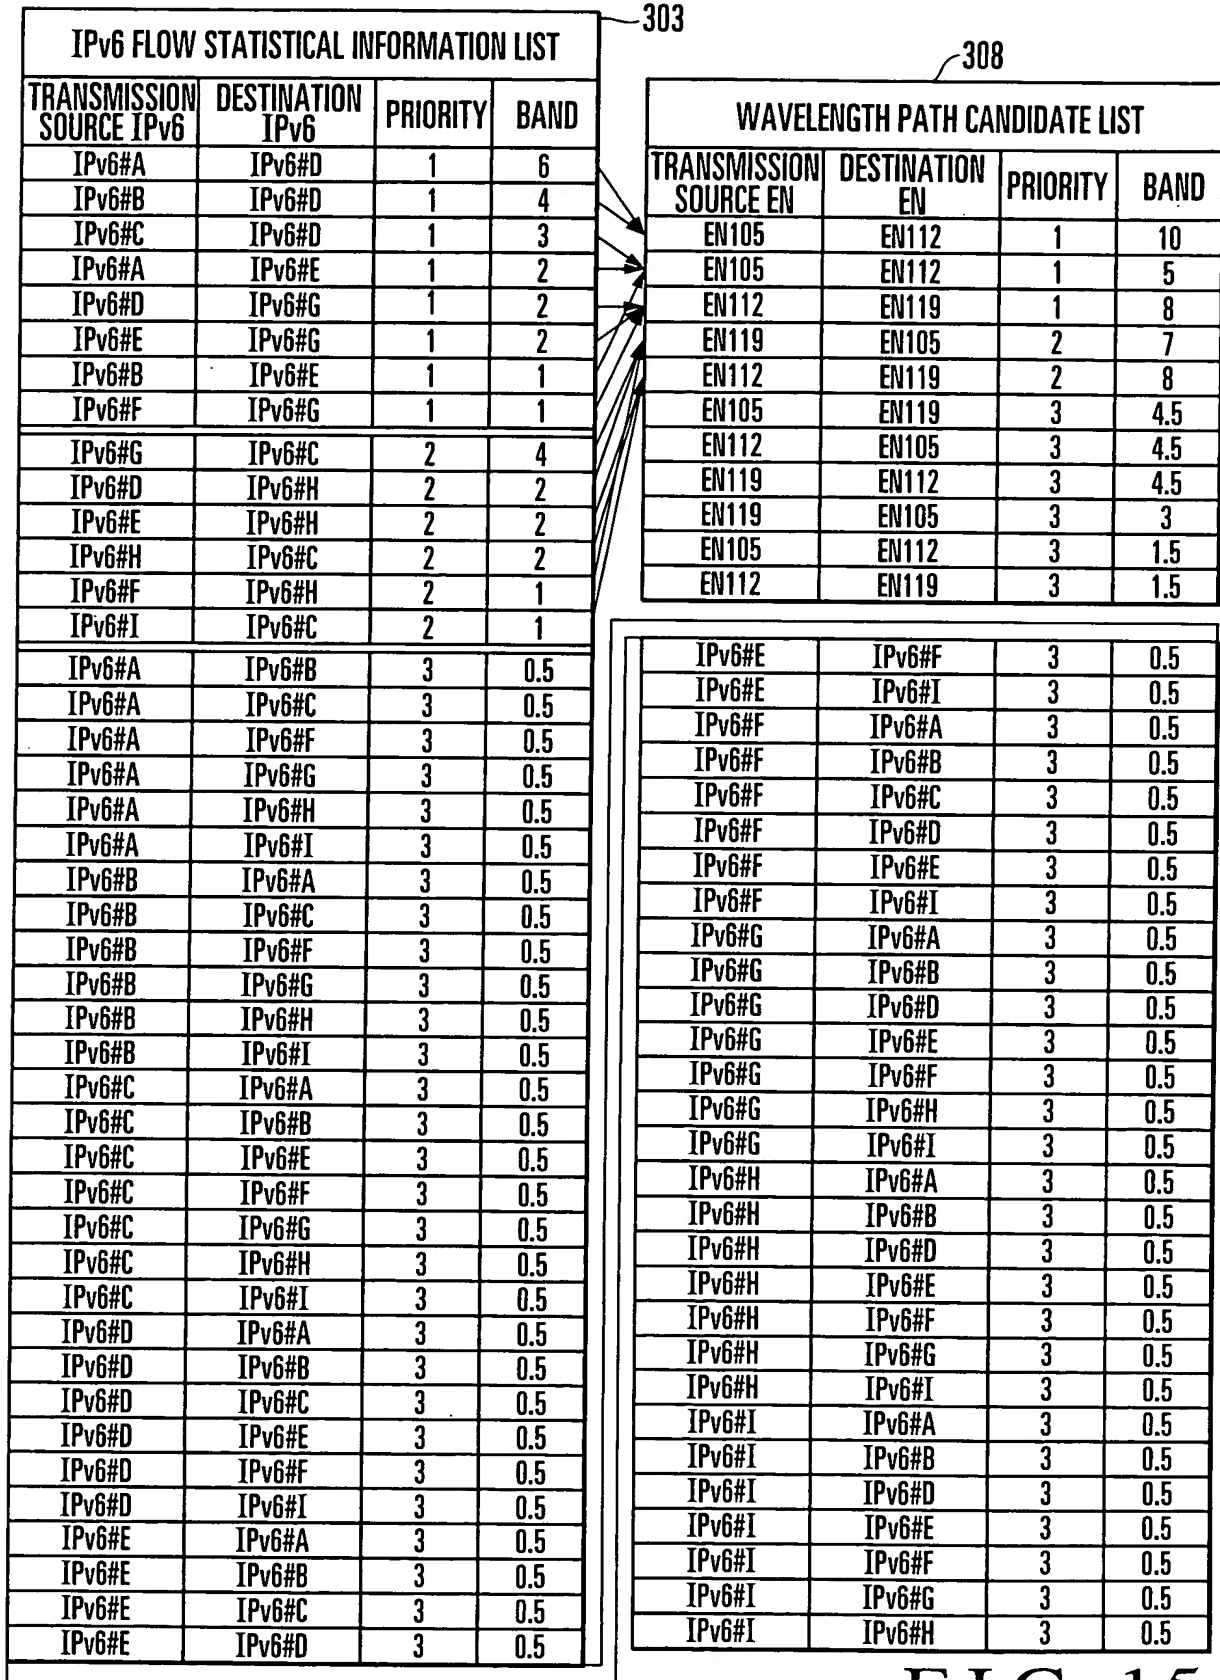 303
IPv6 FLOW STATISTICAL INFORMATION LIST
TRANSMISSION SOURCE IPv6 DESTINATION IPv6 PRIORITY BAND
IPv6#A IPv6#D 1 6
IPv6#B IPv6#D 1 4
IPv6#C IPv6#D 1 3
IPv6#A IPv6#E 1 2
IPv6#D IPv6#G 1 2
IPv6#E IPv6#G 1 2
IPv6#B IPv6#E 1 1
IPv6#F IPv6#G 1 1
IPv6#G IPv6#C 2 4
IPv6#D IPv6#H 2 2
IPv6#E IPv6#H 2 2
IPv6#H IPv6#C 2 2
IPv6#F IPv6#H 2 1
IPv6#I IPv6#C 2 1
IPv6#A IPv6#B 3 0.5
IPv6#A IPv6#C 3 0.5
IPv6#A IPv6#F 3 0.5
IPv6#A IPv6#G 3 0.5
IPv6#A IPv6#H 3 0.5
IPv6#A IPv6#I 3 0.5
IPv6#B IPv6#A 3 0.5
IPv6#B IPv6#C 3 0.5
IPv6#B IPv6#F 3 0.5
IPv6#B IPv6#G 3 0.5
IPv6#B IPv6#H 3 0.5
IPv6#B IPv6#I 3 0.5
IPv6#C IPv6#A 3 0.5
IPv6#C IPv6#B 3 0.5
IPv6#C IPv6#E 3 0.5
IPv6#C IPv6#F 3 0.5
IPv6#C IPv6#G 3 0.5
IPv6#C IPv6#H 3 0.5
IPv6#C IPv6#I 3 0.5
IPv6#D IPv6#A 3 0.5
IPv6#D IPv6#B 3 0.5
IPv6#D IPv6#C 3 0.5
IPv6#D IPv6#E 3 0.5
IPv6#D IPv6#F 3 0.5
IPv6#D IPv6#I 3 0.5
IPv6#E IPv6#A 3 0.5
IPv6#E IPv6#B 3 0.5
IPv6#E IPv6#C 3 0.5
IPv6#E IPv6#D 3 0.5
308
WAVELENGTH PATH CANDIDATE LIST
TRANSMISSION SOURCE EN DESTINATION EN PRIORITY BAND
EN105 EN112 1 10
EN105 EN112 1 5
EN112 EN119 1 8
EN119 EN105 2 7
EN112 EN119 2 8
EN105 EN119 3 4.5
EN112 EN105 3 4.5
EN119 EN112 3 4.5
EN119 EN105 3 3
EN105 EN112 3 1.5
EN112 EN119 3 1.5
IPv6#E IPv6#F 3 0.5
IPv6#E IPv6#I 3 0.5
IPv6#F IPv6#A 3 0.5
IPv6#F IPv6#B 3 0.5
IPv6#F IPv6#C 3 0.5
IPv6#F IPv6#D 3 0.5
IPv6#F IPv6#E 3 0.5
IPv6#F IPv6#I 3 0.5
IPv6#G IPv6#A 3 0.5
IPv6#G IPv6#B 3 0.5
IPv6#G IPv6#D 3 0.5
IPv6#G IPv6#E 3 0.5
IPv6#G IPv6#F 3 0.5
IPv6#G IPv6#H 3 0.5
IPv6#G IPv6#I 3 0.5
IPv6#H IPv6#A 3 0.5
IPv6#H IPv6#B 3 0.5
IPv6#H IPv6#D 3 0.5
IPv6#H IPv6#E 3 0.5
IPv6#H IPv6#F 3 0.5
IPv6#H IPv6#G 3 0.5
IPv6#H IPv6#I 3 0.5
IPv6#I IPv6#A 3 0.5
IPv6#I IPv6#B 3 0.5
IPv6#I IPv6#D 3 0.5
IPv6#I IPv6#E 3 0.5
IPv6#I IPv6#F 3 0.5
IPv6#I IPv6#G 3 0.5
IPv6#I IPv6#H 3 0.5